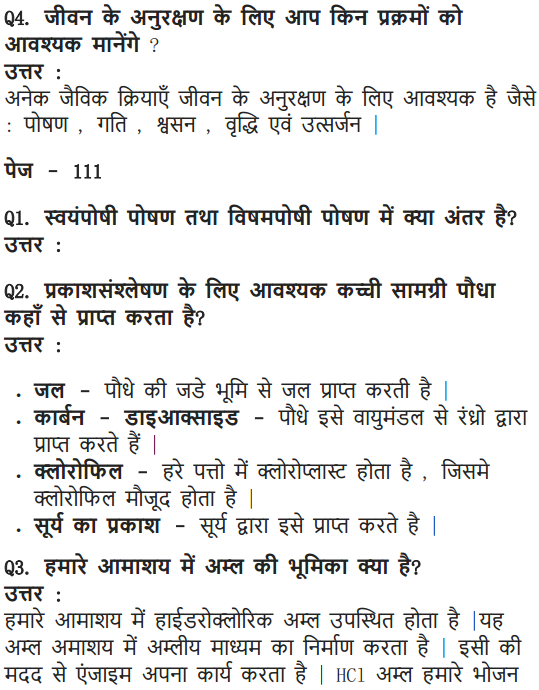 Q4. जीवन के अनुरक्षण के लिए आप किन प्रक्रमों को
आवश्यक मानेंगे ?
उत्तर :
अनेक जैविक क्रियाएँ जीवन के अनुरक्षण के लिए आवश्यक है जैसे
: पोषण , गति , श्वसन , वृद्धि एवं उत्सर्जन |
पेज - 111
Q1. स्वयंपोषी पोषण तथा विषमपोषी पोषण में क्या अंतर है?
उत्तर :
Q2. प्रकाशसंश्लेषण के लिए आवश्यक कच्ची सामग्री पौधा
कहाँ से प्राप्त करता है?
उत्तर :
. जल - पौधे की जडे भूमि से जल प्राप्त करती है |
. कार्बन - डाइआक्साइड - पौधे इसे वायुमंडल से रंध्रो द्वारा
प्राप्त करते हैं |
. क्लोरोफिल - हरे पत्तो में क्लोरोप्लास्ट होता है , जिसमे
क्लोरोफिल मौजूद होता है |
. सूर्य का प्रकाश - सूर्य द्वारा इसे प्राप्त करते है |
Q3. हमारे आमाशय में अम्ल की भूमिका क्या है?
उत्तर :
हमारे आमाशय में हाईडरोक्लोरिक अम्ल उपस्थित होता है |यह
अम्ल अमाशय में अम्लीय माध्यम का निर्माण करता है | इसी की
मदद से एंजाइम अपना कार्य करता है | HCl अम्ल हमारे भोजन